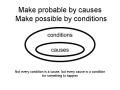 Make probable by causes
Make possible by conditions
conditions
causes
Not every condition is a cause, but every cause is a condition
for something to happen